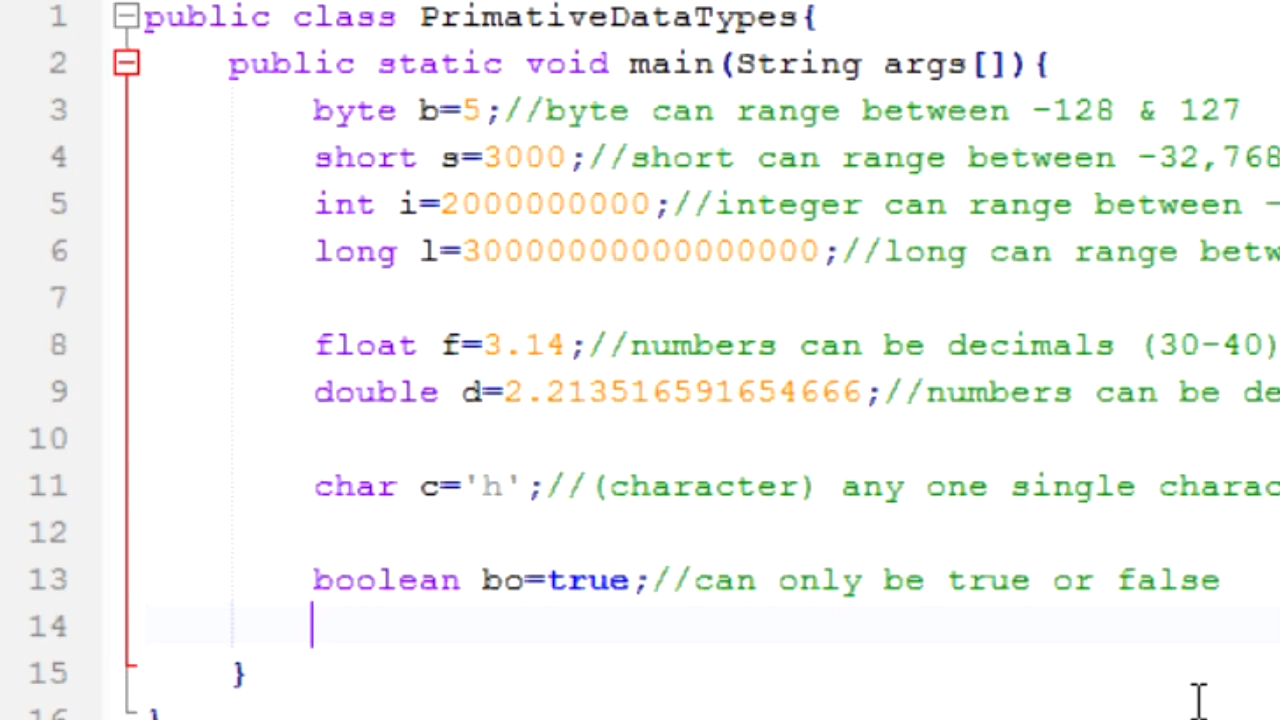 1 public class PrimativeDataTypes{
2 public static void main(String args[]){
3 byte b=5;//byte can range between -128 & 127
4 short s=3000;//short can range between -32,768
5 int i=2000000000;//integer can range between -
6 long l=30000000000000000;//long can range betw
7
8 float f=3.14;//numbers can be decimals (30-40)
9 double d=2.213516591654666;//numbers can be de
10
11 char c='h';//(character) any one single charac
12
13 boolean bo=true;//can only be true or false
14
15 }
16 }